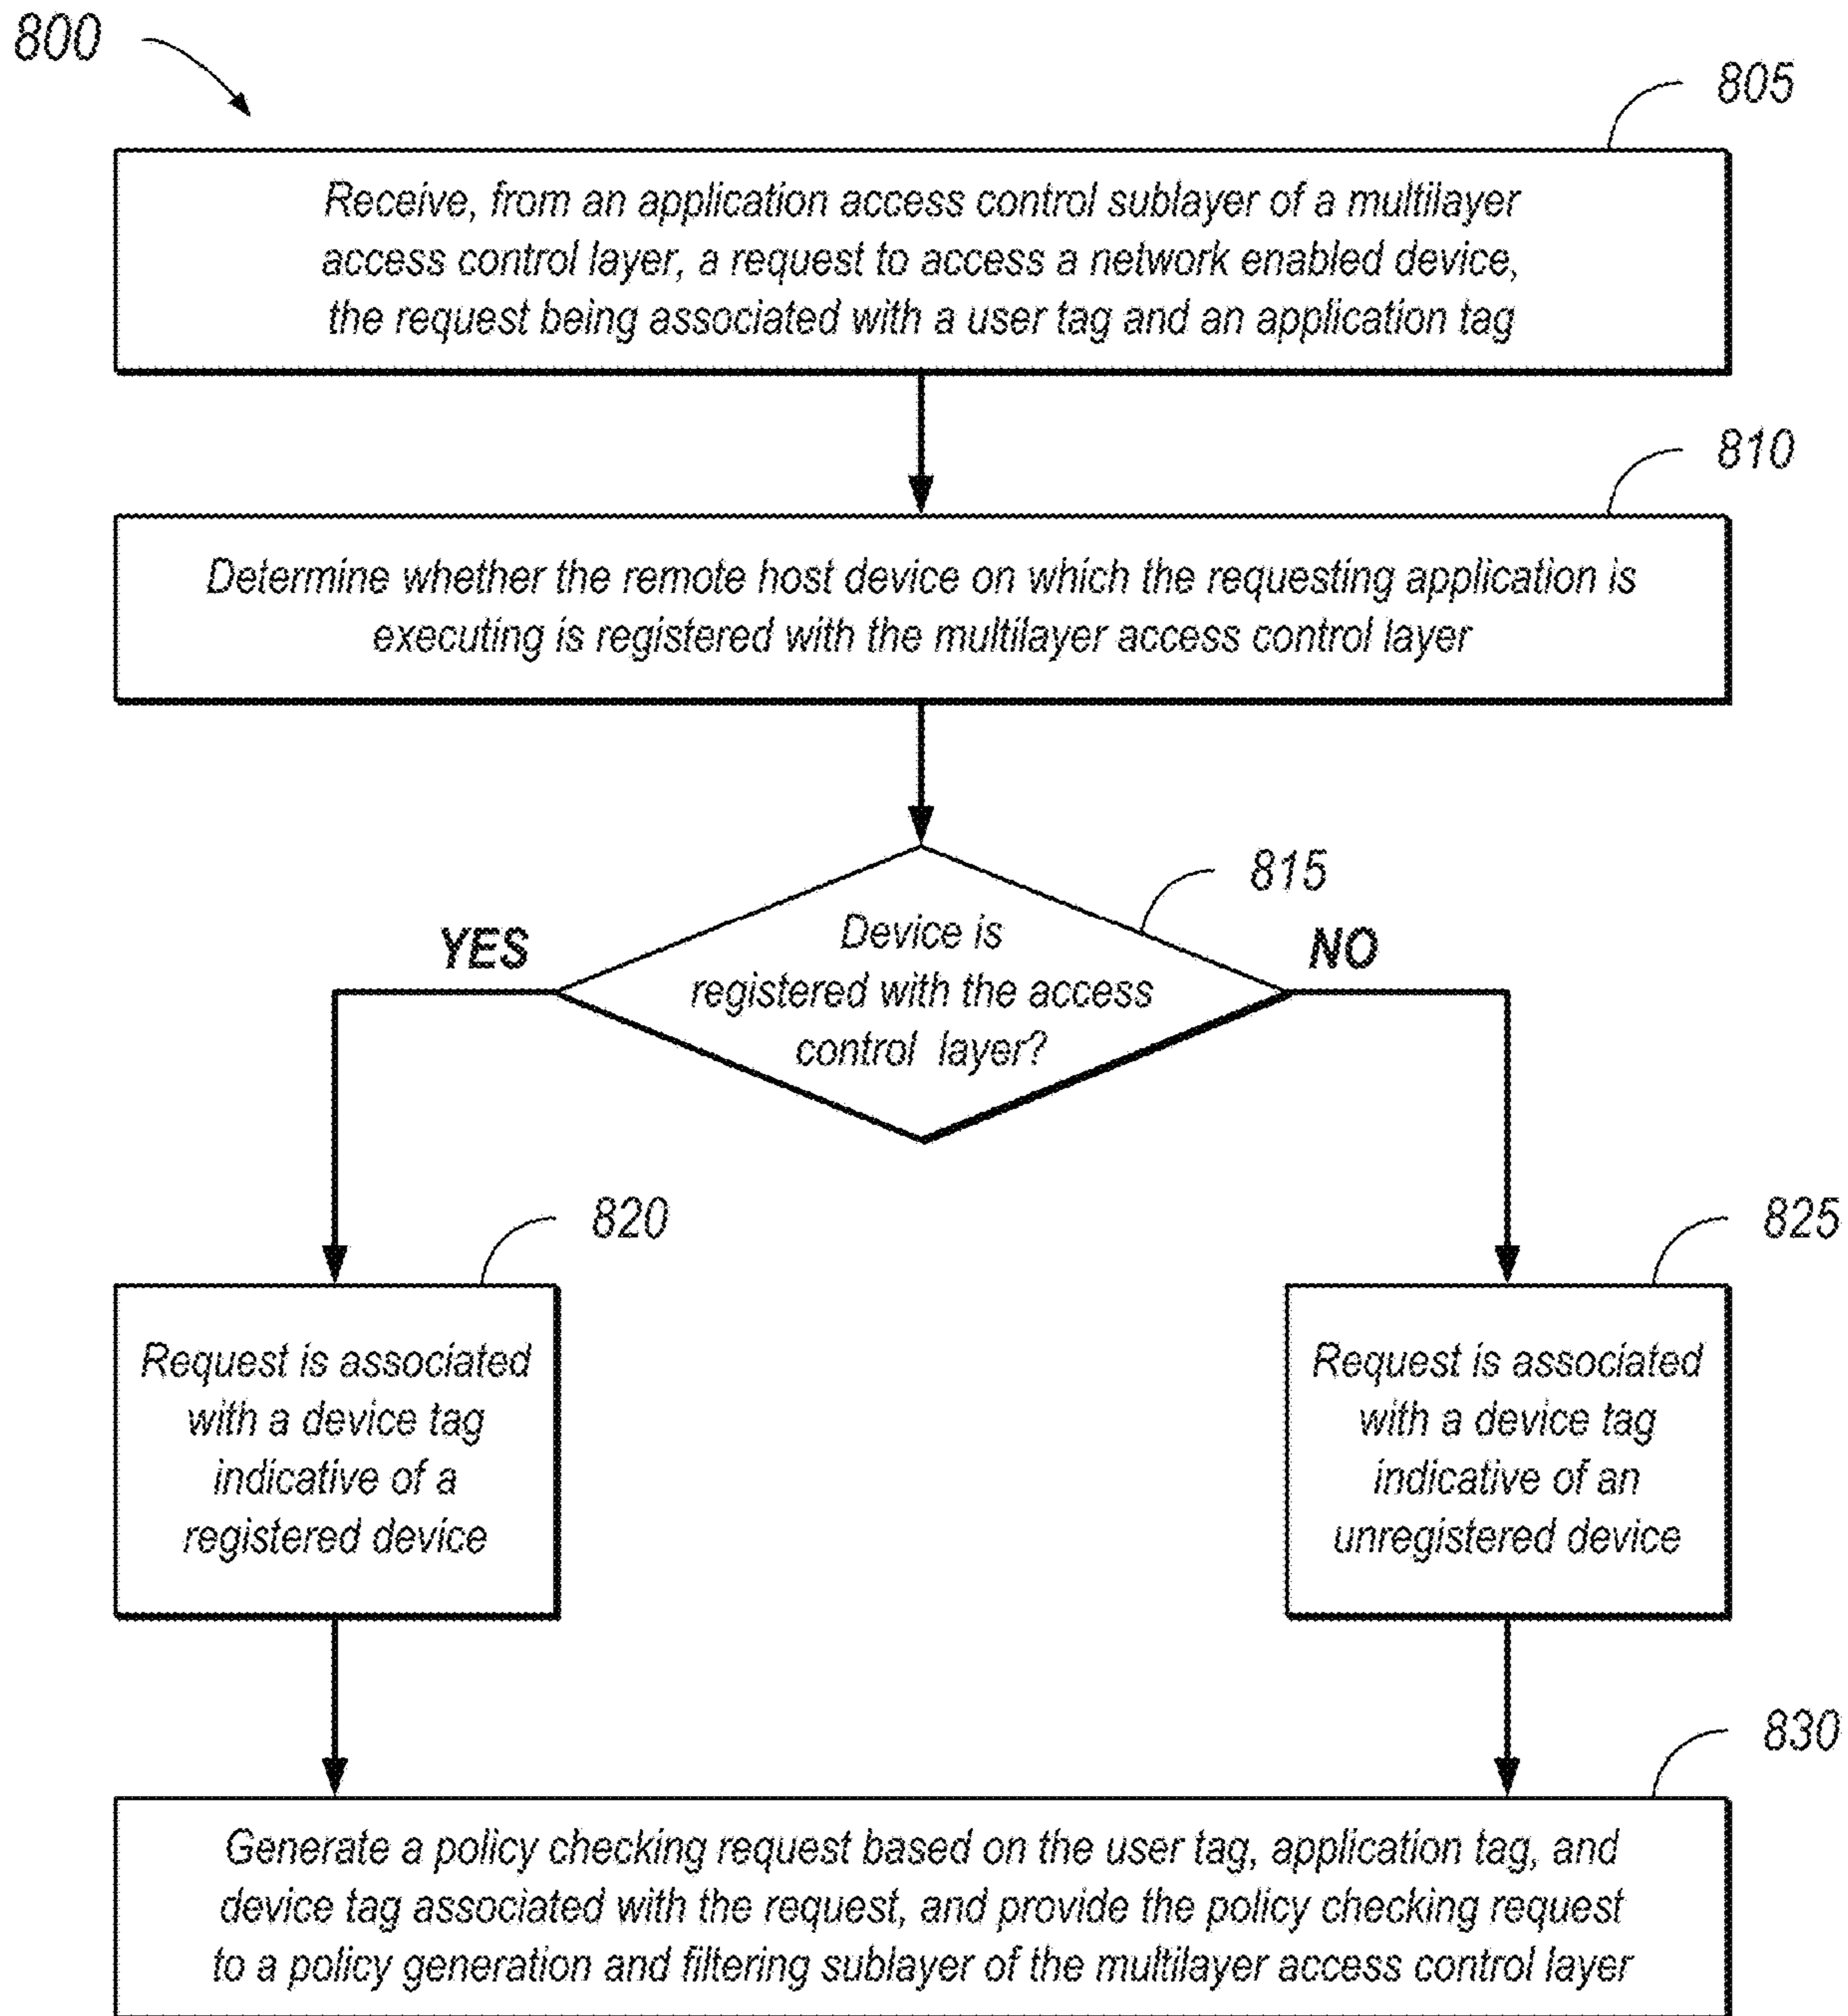 800
805
Receive, from an application access control sublayer of a multilayer
access control layer, a request to access a network enabled device,
the request being associated with a user tag and an application tag
810
Determine whether the remote host device on which the requesting application is
executing is registered with the multilayer access control layer
815
YES
NO
Device is
registered with the access
control layer?
820
Request is associated
with a device tag
indicative of a
registered device
825
Request is associated
with a device tag
indicative of an
unregistered device
830
Generate a policy checking request based on the user tag, application tag, and
device tag associated with the request, and provide the policy checking request
to a policy generation and filtering sublayer of the multilayer access control layer